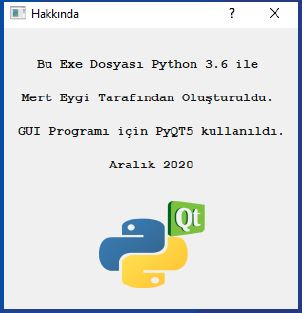 Hakkında
Bu Exe Dosyası Python 3.6 ile
Mert Eygi Tarafından Oluşturuldu.
GUI Programı için PyQT5 kullanıldı.
Aralık 2020
Qt